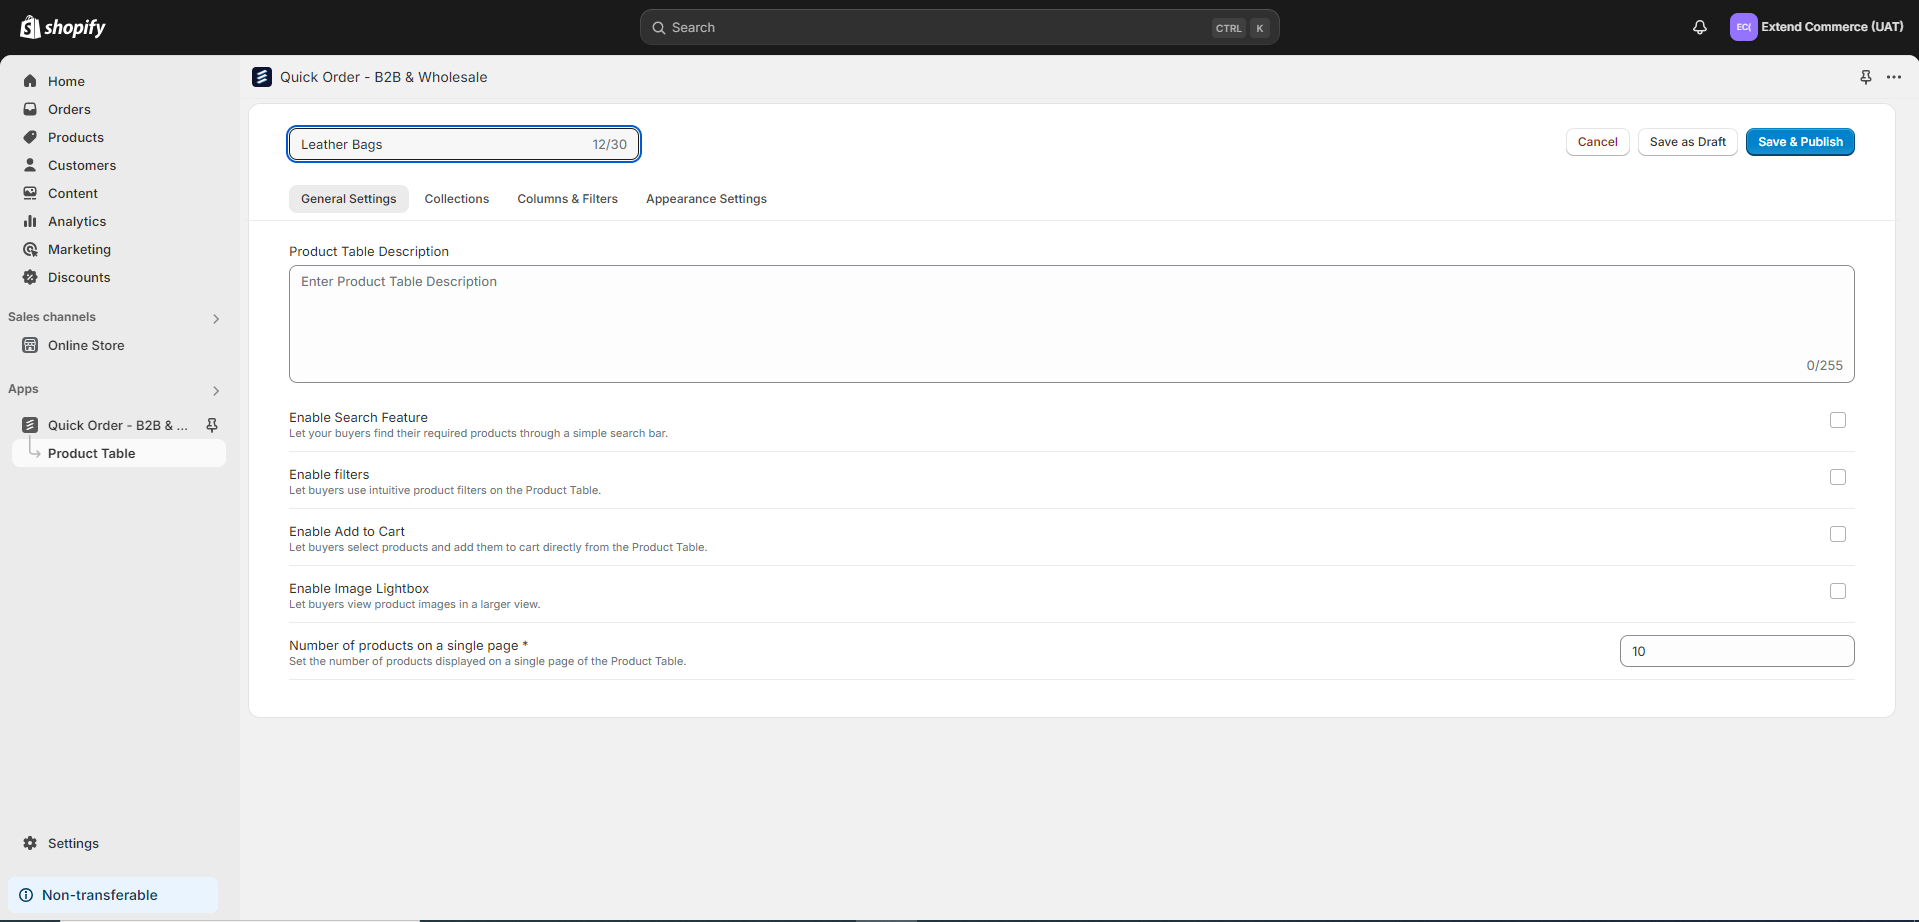 shopify
Search
CTRL K
EC(
Extend Commerce (UAT)
Home
Orders
Products
Customers
Content
Analytics
Marketing
Discounts
Sales channels
Online Store
Apps
Quick Order - B2B & ...
Product Table
Settings
Non-transferable
Quick Order - B2B & Wholesale
Leather Bags 12/30
Cancel
Save as Draft
Save & Publish
General Settings
Collections
Columns & Filters
Appearance Settings
Product Table Description
Enter Product Table Description
0/255
Enable Search Feature
Let your buyers find their required products through a simple search bar.
Enable filters
Let buyers use intuitive product filters on the Product Table.
Enable Add to Cart
Let buyers select products and add them to cart directly from the Product Table.
Enable Image Lightbox
Let buyers view product images in a larger view.
Number of products on a single page *
Set the number of products displayed on a single page of the Product Table.
10